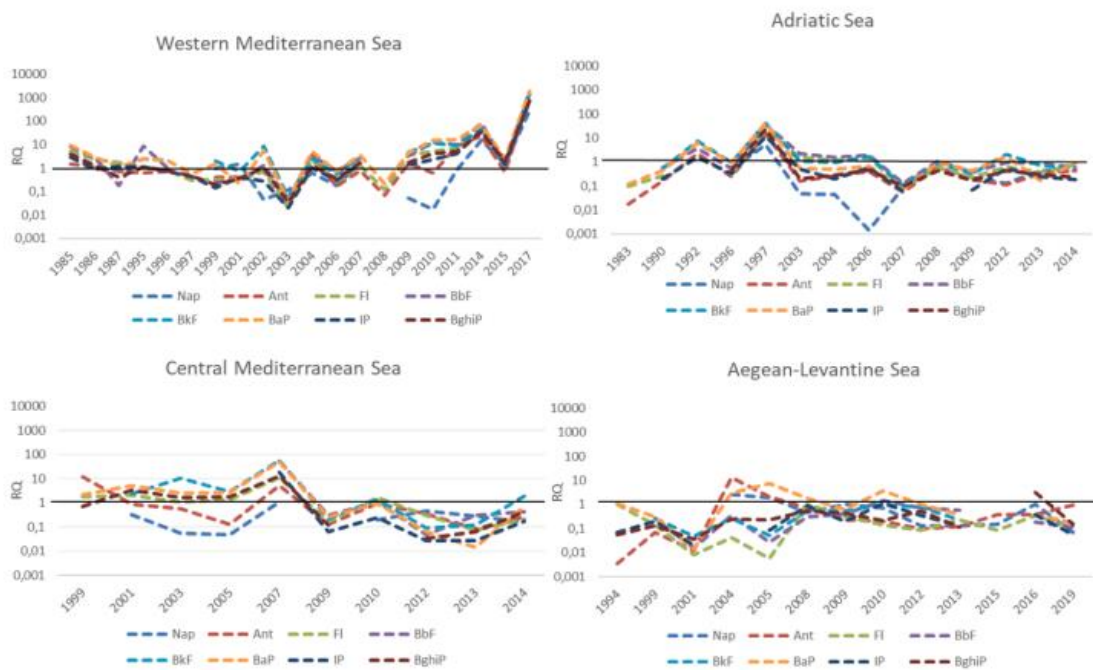 Western Mediterranean Sea
10000
1000
100
10
1
0,1
0,01
0,001
RQ
1985 1986 1987 1995 1996 1997 1999 2001 2002 2003 2004 2006 2007 2008 2009 2010 2011 2014 2015 2017
Nap Ant Fl BbF
BkF BaP IP BghiP
Adriatic Sea
10000
1000
100
10
1
0,1
0,01
0,001
RQ
1983 1990 1992 1996 1997 2003 2004 2006 2007 2008 2009 2012 2013 2014
Nap Ant Fl BbF
BkF BaP IP BghiP
Central Mediterranean Sea
10000
1000
100
10
1
0,1
0,01
0,001
RQ
1999 2001 2003 2005 2007 2009 2010 2012 2013 2014
Nap Ant Fl BbF
BkF BaP IP BghiP
Aegean-Levantine Sea
10000
1000
100
10
1
0,1
0,01
0,001
RQ
1994 1999 2001 2004 2005 2008 2009 2010 2012 2013 2015 2016 2019
Nap Ant Fl BbF
BkF BaP IP BghiP